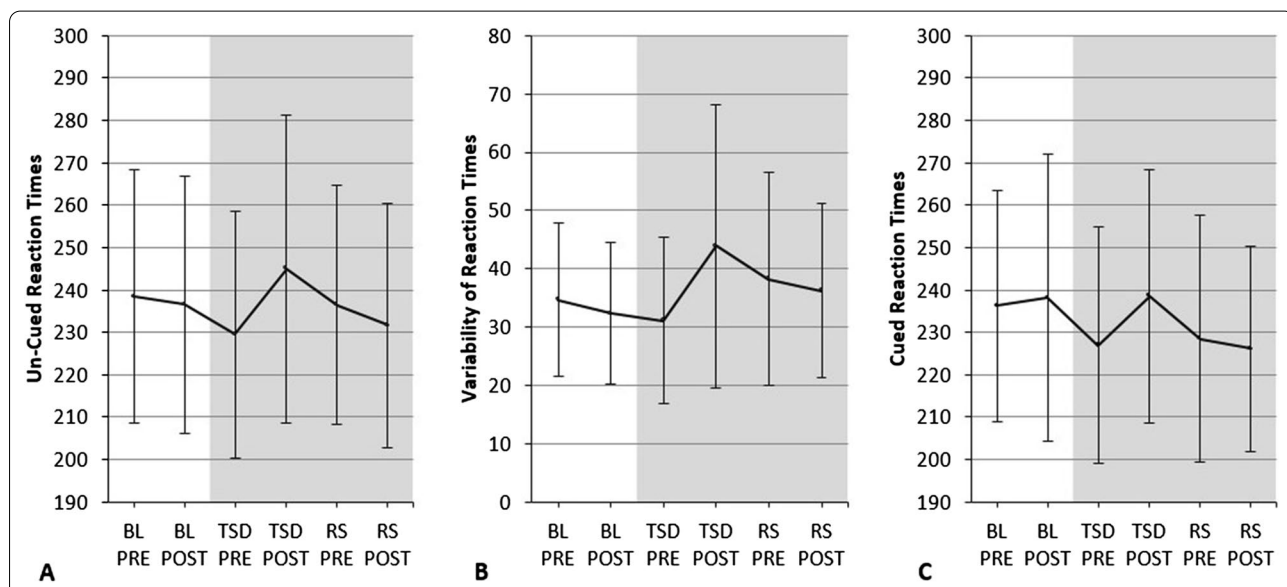 Un-Cued Reaction Times
300
290
280
270
260
250
240
230
220
210
200
190
BL PRE
BL POST
TSD PRE
TSD POST
RS PRE
RS POST
A
Variability of Reaction Times
80
70
60
50
40
30
20
10
0
BL PRE
BL POST
TSD PRE
TSD POST
RS PRE
RS POST
B
Cued Reaction Times
300
290
280
270
260
250
240
230
220
210
200
190
BL PRE
BL POST
TSD PRE
TSD POST
RS PRE
RS POST
C